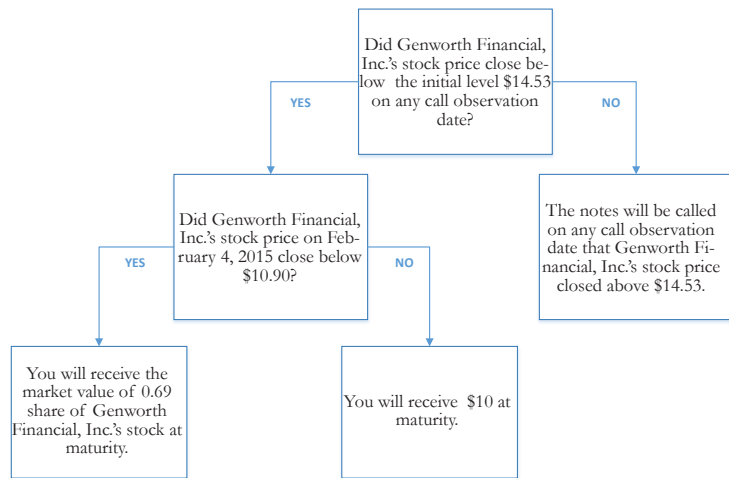 Did Genworth Financial,
Inc.'s stock price close be-
low the initial level $14.53
on any call observation
date?
YES
NO
Did Genworth Financial,
Inc.'s stock price on Feb-
ruary 4, 2015 close below
$10.90?
The notes will be called
on any call observation
date that Genworth Fi-
nancial, Inc.'s stock price
closed above $14.53.
YES
NO
You will receive the
market value of 0.69
share of Genworth
Financial, Inc.'s stock at
maturity.
You will receive $10 at
maturity.